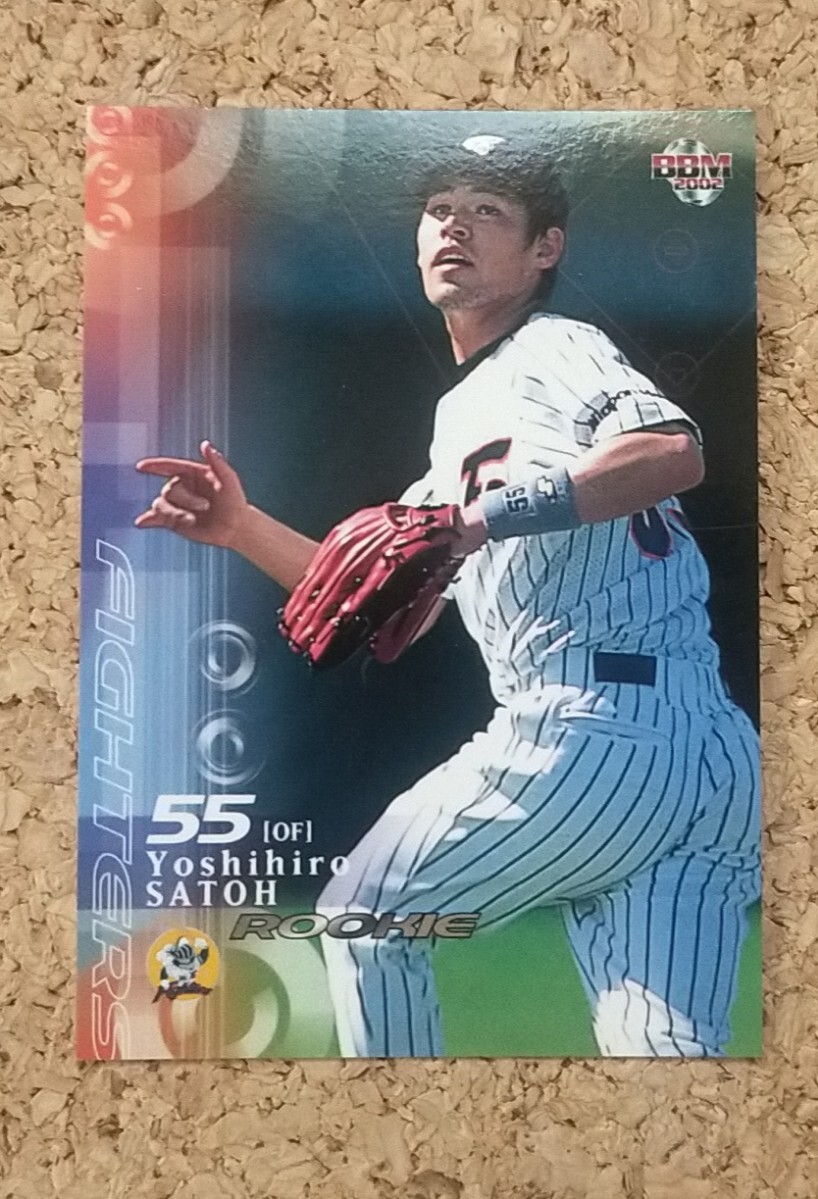 BBM
2002
55
FIGHTERS
55 [OF]
Yoshihiro
SATOH
ROOKIE